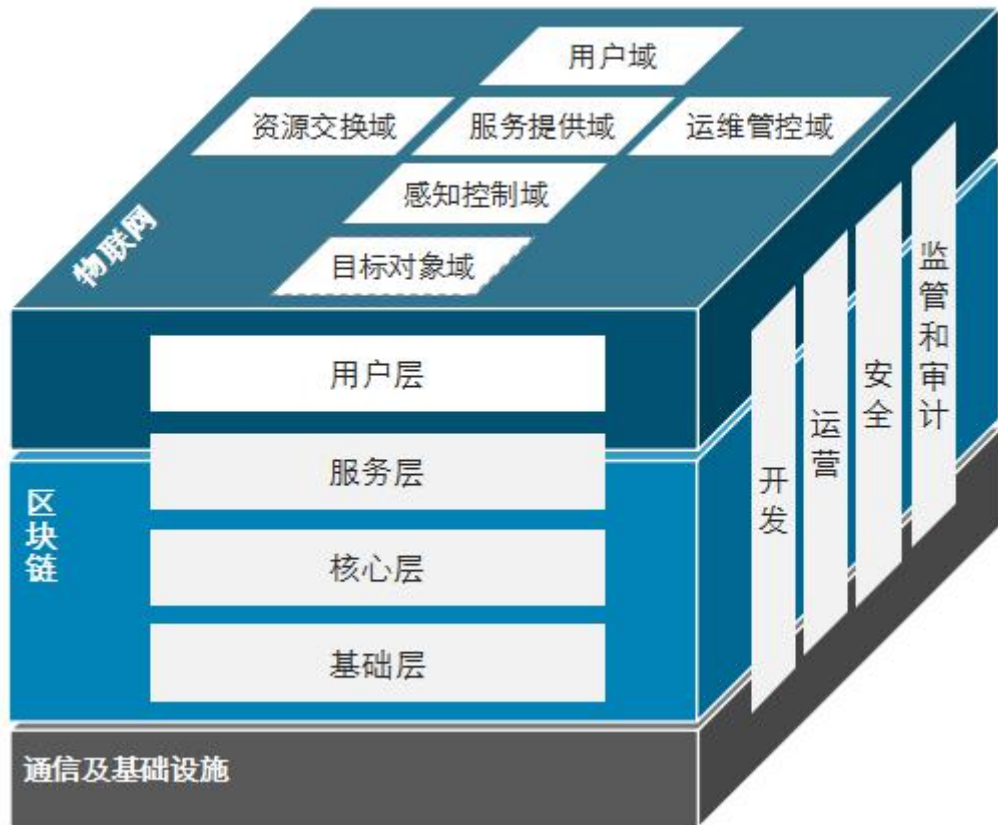 用户域
资源交换域
服务提供域
运维管控域
感知控制域
目标对象域
物联网
用户层
服务层
核心层
基础层
区块链
通信及基础设施
开发
运营
安全
监管和审计